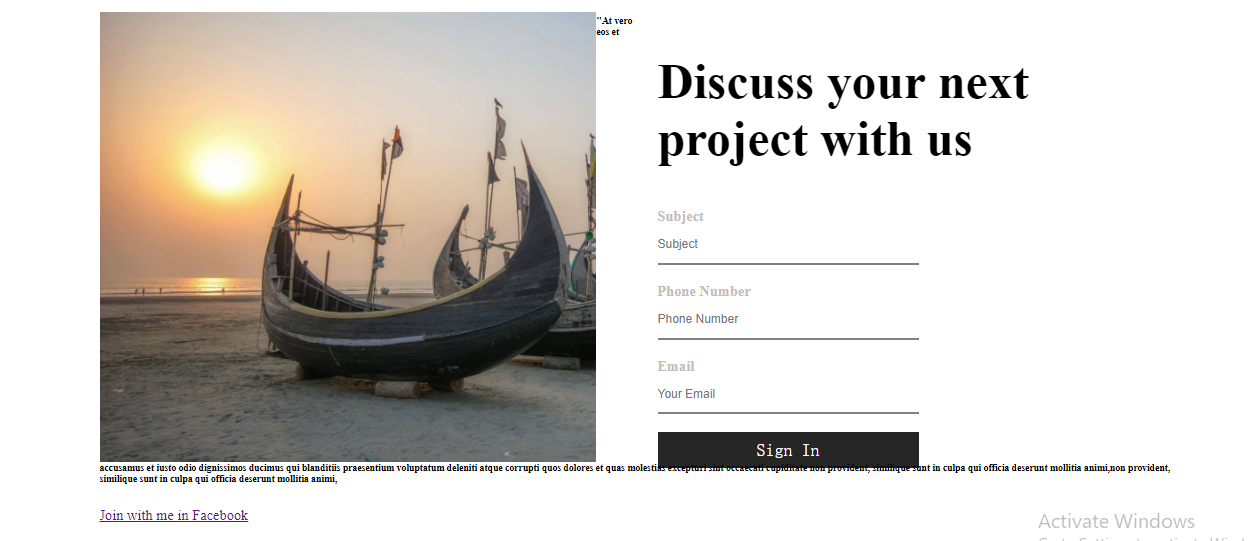 "At vero
eos et
Discuss your next
project with us
Subject
Subject
Phone Number
Phone Number
Email
Your Email
Sign In
accusamus et iusto odio dignissimos ducimus qui blanditiis praesentium voluptatum deleniti atque corrupti quos dolores et quas molestias excepturi sint occaecati cupiditate non provident, similique sunt in culpa qui officia deserunt mollitia animi,non provident,
similique sunt in culpa qui officia deserunt mollitia animi,
Join with me in Facebook
Activate Windows